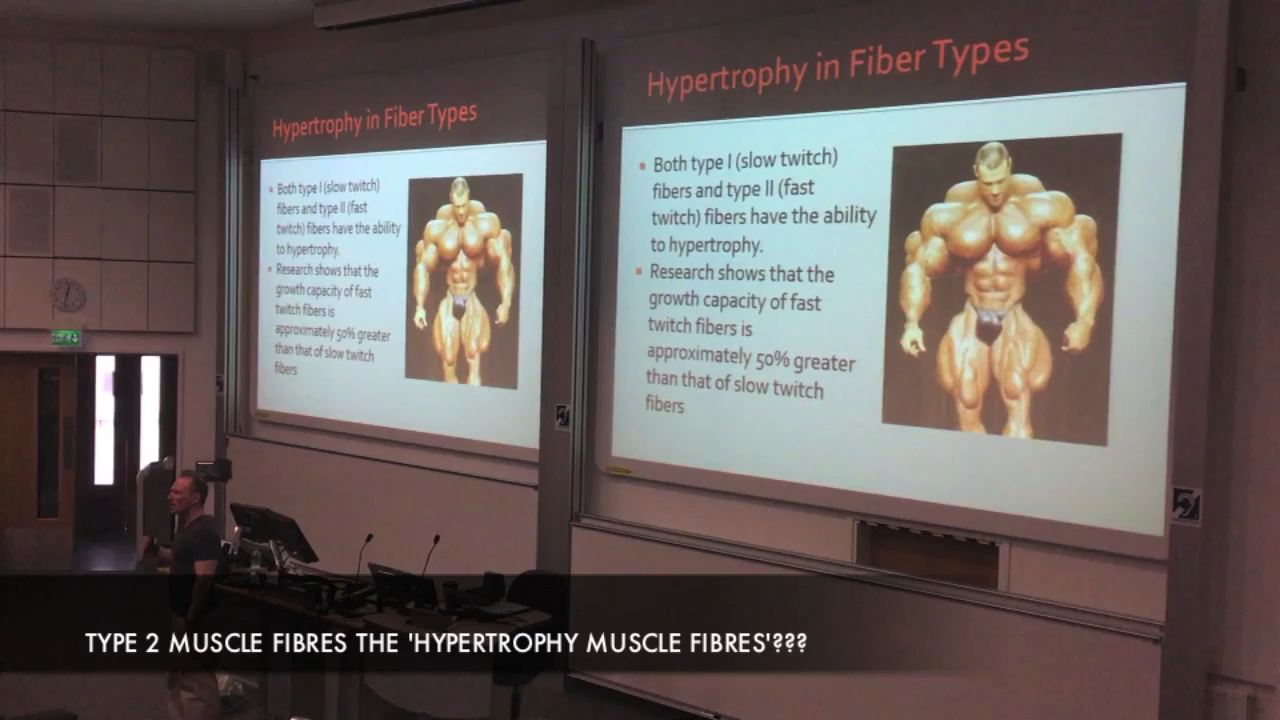 Hypertrophy in Fiber Types
Both type I (slow twitch)
fibers and type II (fast
twitch) fibers have the ability
to hypertrophy.
Research shows that the
growth capacity of fast
twitch fibers is
approximately 50% greater
than that of slow twitch
fibers
Hypertrophy in Fiber Types
Both type I (slow twitch)
fibers and type II (fast
twitch) fibers have the ability
to hypertrophy.
Research shows that the
growth capacity of fast
twitch fibers is
approximately 50% greater
than that of slow twitch
fibers
TYPE 2 MUSCLE FIBRES THE 'HYPERTROPHY MUSCLE FIBRES'???